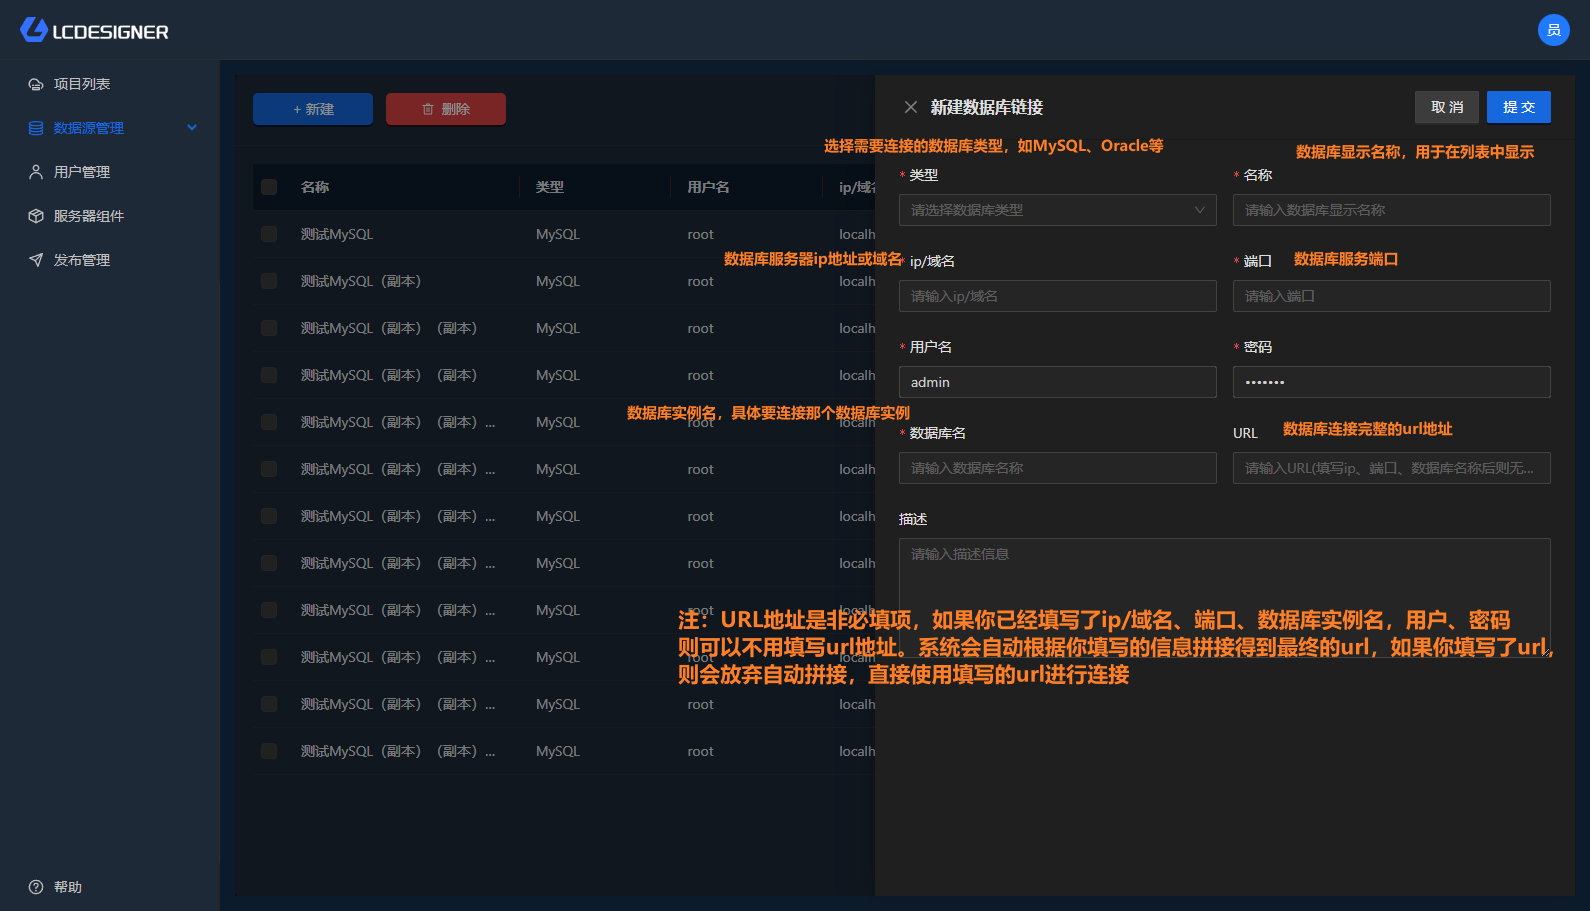 LCDESIGNER
员
项目列表
数据源管理
用户管理
服务器组件
发布管理
帮助
+ 新建
删除
名称 类型 用户名 ip/域名
测试MySQL MySQL root localh
测试MySQL（副本） MySQL root localh
测试MySQL（副本）（副本） MySQL root localh
测试MySQL（副本）（副本） MySQL root localh
测试MySQL（副本）（副本）... MySQL root localh
测试MySQL（副本）（副本）... MySQL root localh
测试MySQL（副本）（副本）... MySQL root localh
测试MySQL（副本）（副本）... MySQL root localh
测试MySQL（副本）（副本）... MySQL root localh
测试MySQL（副本）（副本）... MySQL root localh
测试MySQL（副本）（副本）... MySQL root localh
测试MySQL（副本）（副本）... MySQL root localh
新建数据库链接
取 消
提 交
选择需要连接的数据库类型，如MySQL、Oracle等
数据库显示名称，用于在列表中显示
* 类型
* 名称
请选择数据库类型
请输入数据库显示名称
数据库服务器ip地址或域名
* ip/域名
* 端口
数据库服务端口
请输入ip/域名
请输入端口
* 用户名
* 密码
admin
•••••••
数据库实例名，具体要连接那个数据库实例
* 数据库名
URL
数据库连接完整的url地址
请输入数据库名称
请输入URL(填写ip、端口、数据库名称后则无...
描述
请输入描述信息
注：URL地址是非必填项，如果你已经填写了ip/域名、端口、数据库实例名，用户、密码
则可以不用填写url地址。系统会自动根据你填写的信息拼接得到最终的url，如果你填写了url，
则会放弃自动拼接，直接使用填写的url进行连接